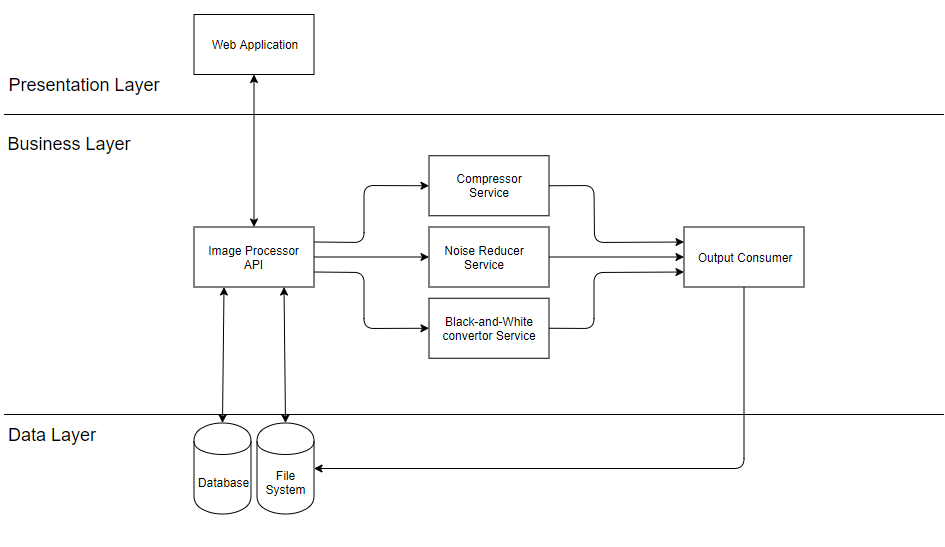 Web Application
Presentation Layer
Business Layer
Compressor
Service
Image Processor
API
Noise Reducer
Service
Output Consumer
Black-and-White
convertor Service
Data Layer
Database
File
System